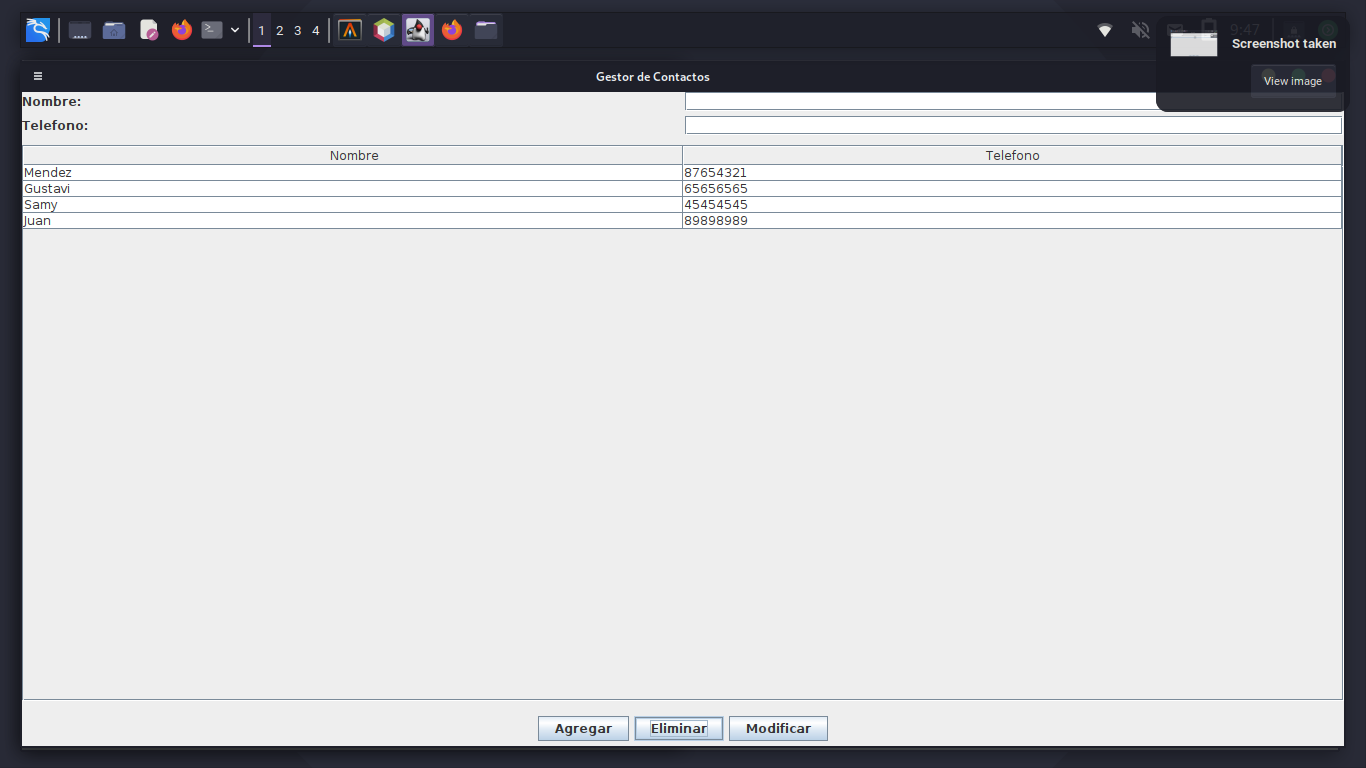 1 2 3 4
9:47
Screenshot taken
View image
Gestor de Contactos
Nombre:
Telefono:
Nombre Telefono
Mendez 87654321
Gustavi 65656565
Samy 45454545
Juan 89898989
Agregar Eliminar Modificar